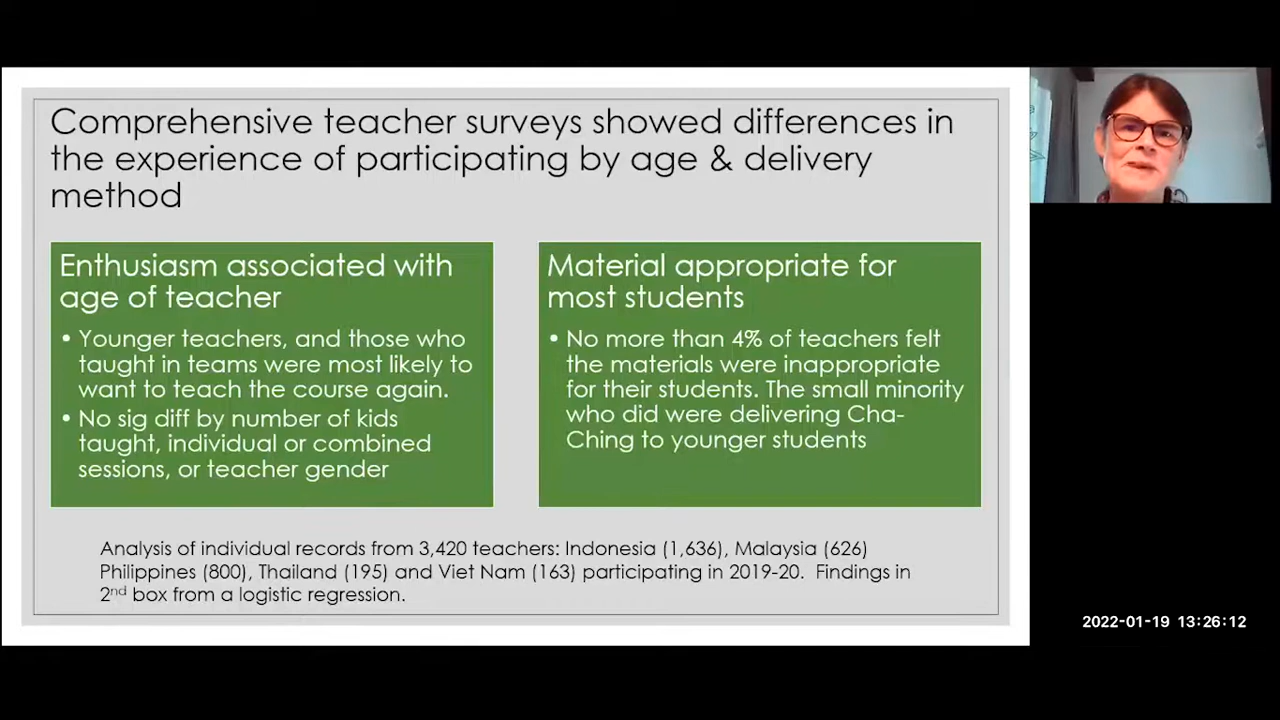 Comprehensive teacher surveys showed differences in
the experience of participating by age & delivery
method
Enthusiasm associated with
age of teacher
• Younger teachers, and those who
taught in teams were most likely to
want to teach the course again.
• No sig diff by number of kids
taught, individual or combined
sessions, or teacher gender
Material appropriate for
most students
• No more than 4% of teachers felt
the materials were inappropriate
for their students. The small minority
who did were delivering Cha-
Ching to younger students
Analysis of individual records from 3,420 teachers: Indonesia (1,636), Malaysia (626)
Philippines (800), Thailand (195) and Viet Nam (163) participating in 2019-20. Findings in
2nd box from a logistic regression.
2022-01-19 13:26:12